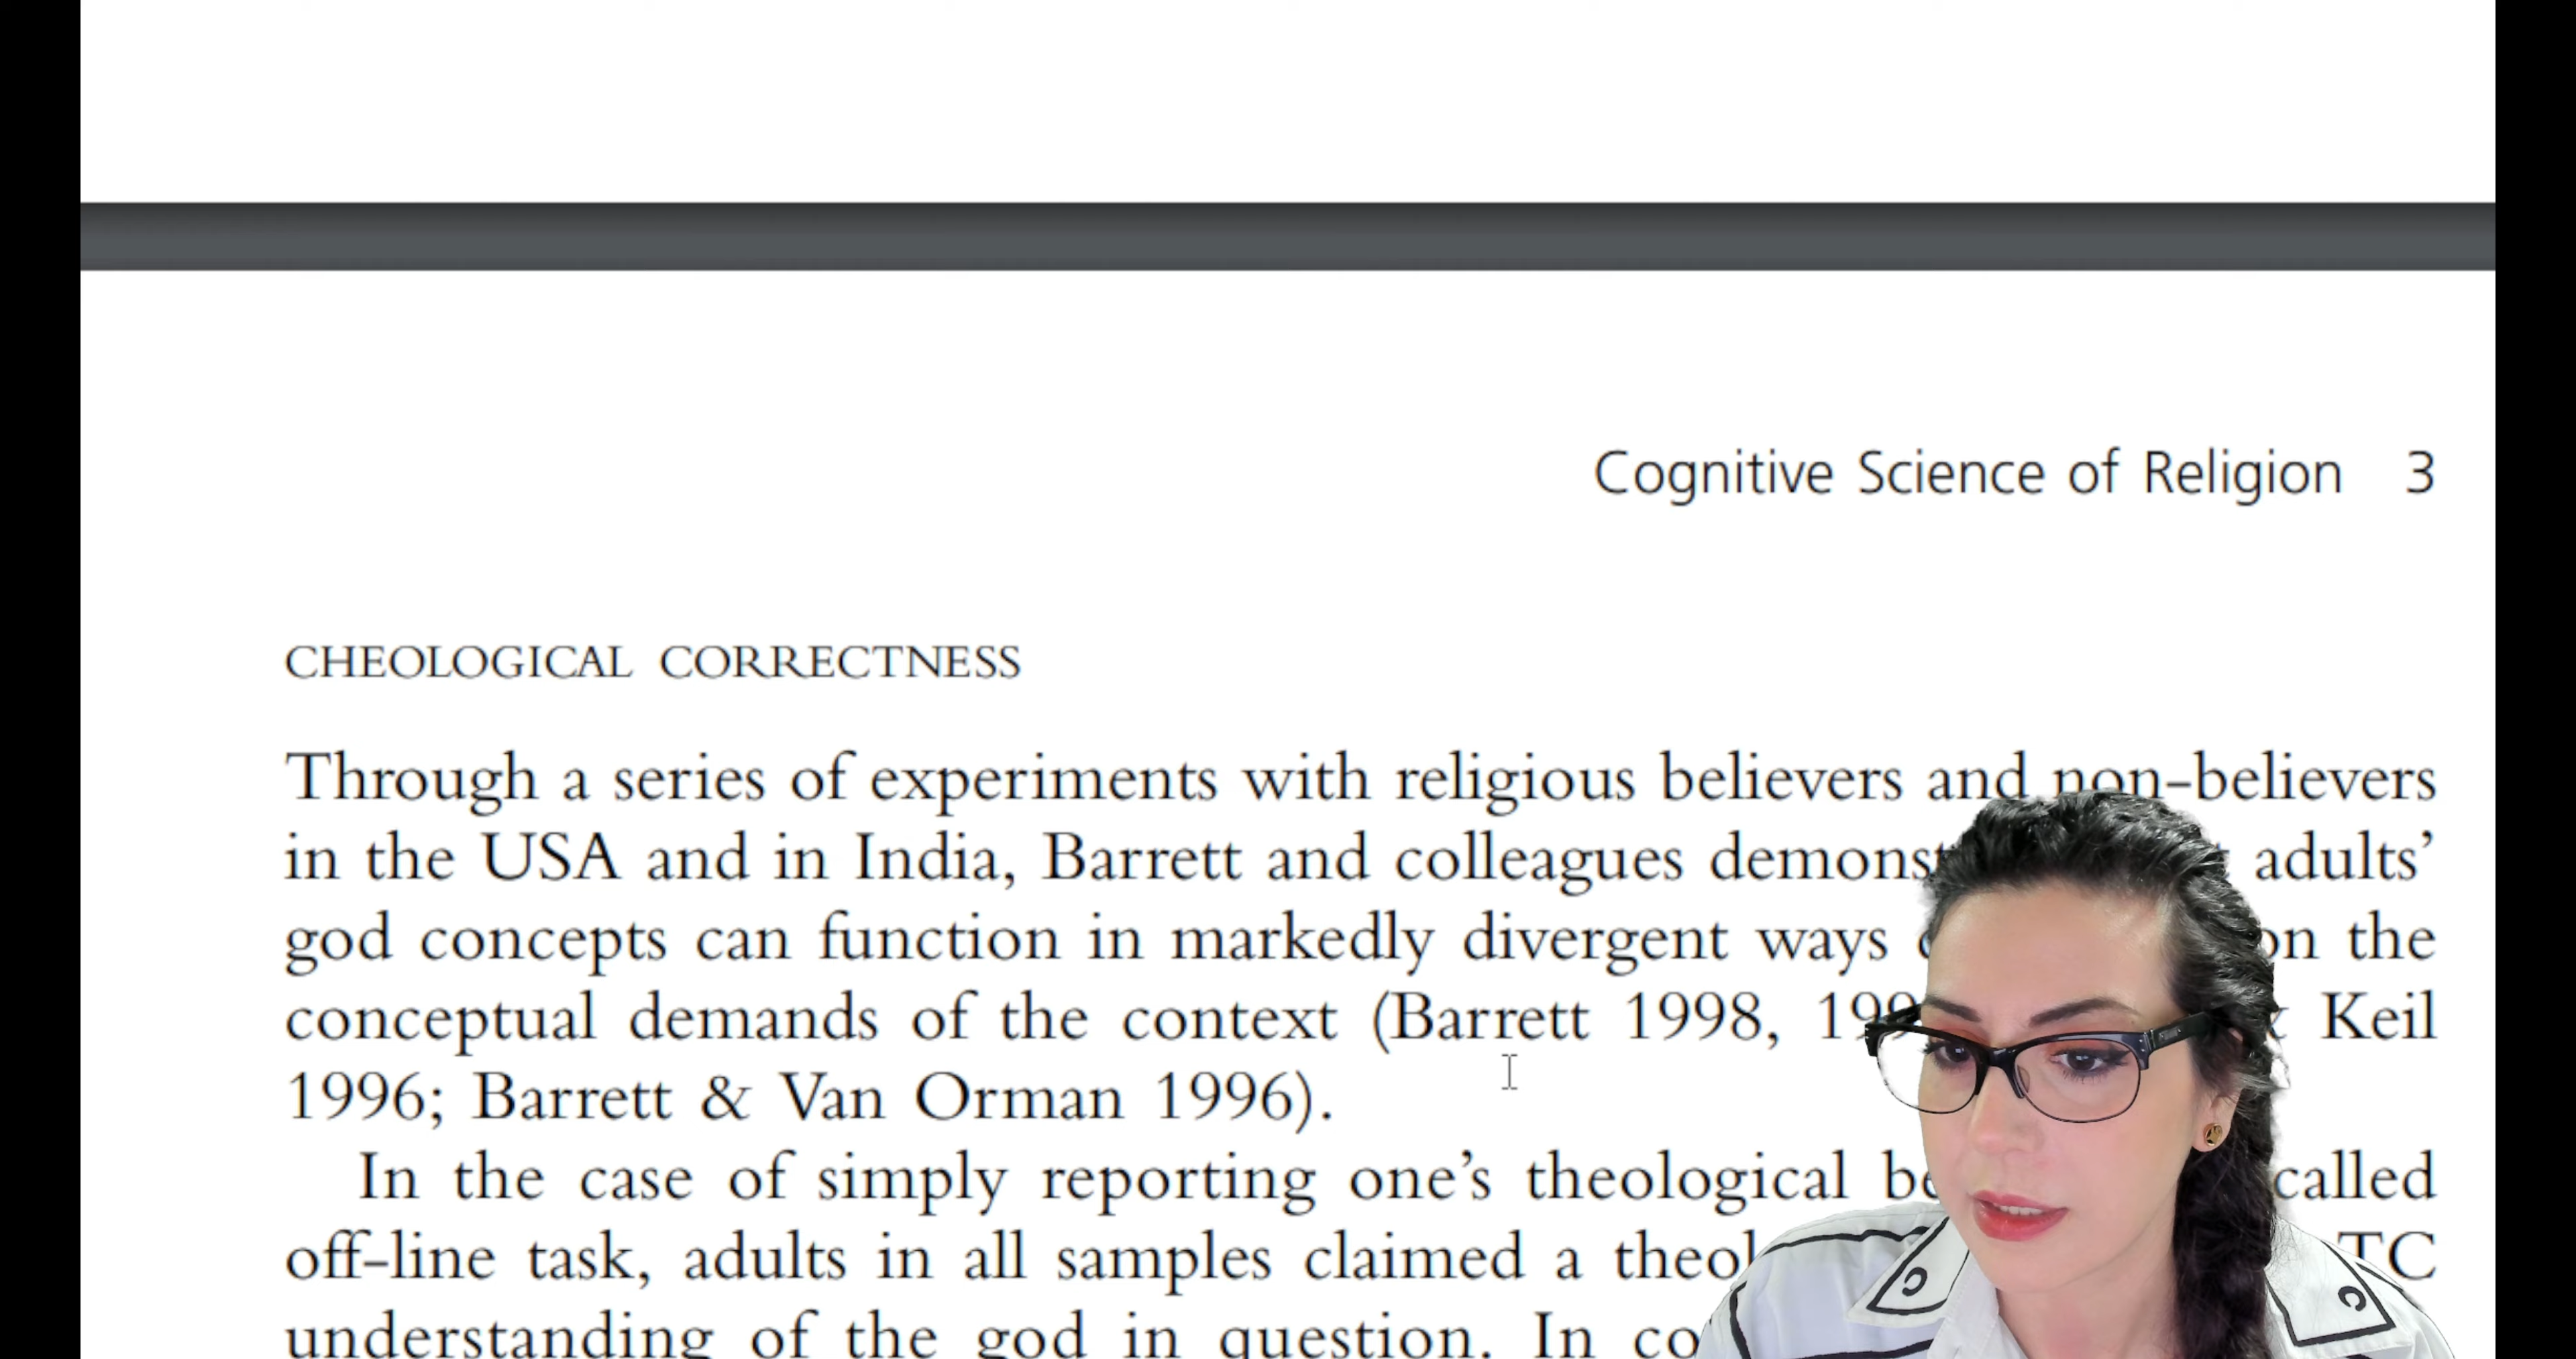 Cognitive Science of Religion 3
CHEOLOGICAL CORRECTNESS
Through a series of experiments with religious believers and non-believers
in the USA and in India, Barrett and colleagues adults’
god concepts can function in markedly divergent ways on the
conceptual demands of the context (Barrett 1998, Keil
1996; Barrett & Van Orman 1996).
In the case of simply reporting one’s theological called
off-line task, adults in all samples claimed a TC
understanding of the god in question. In
C
C